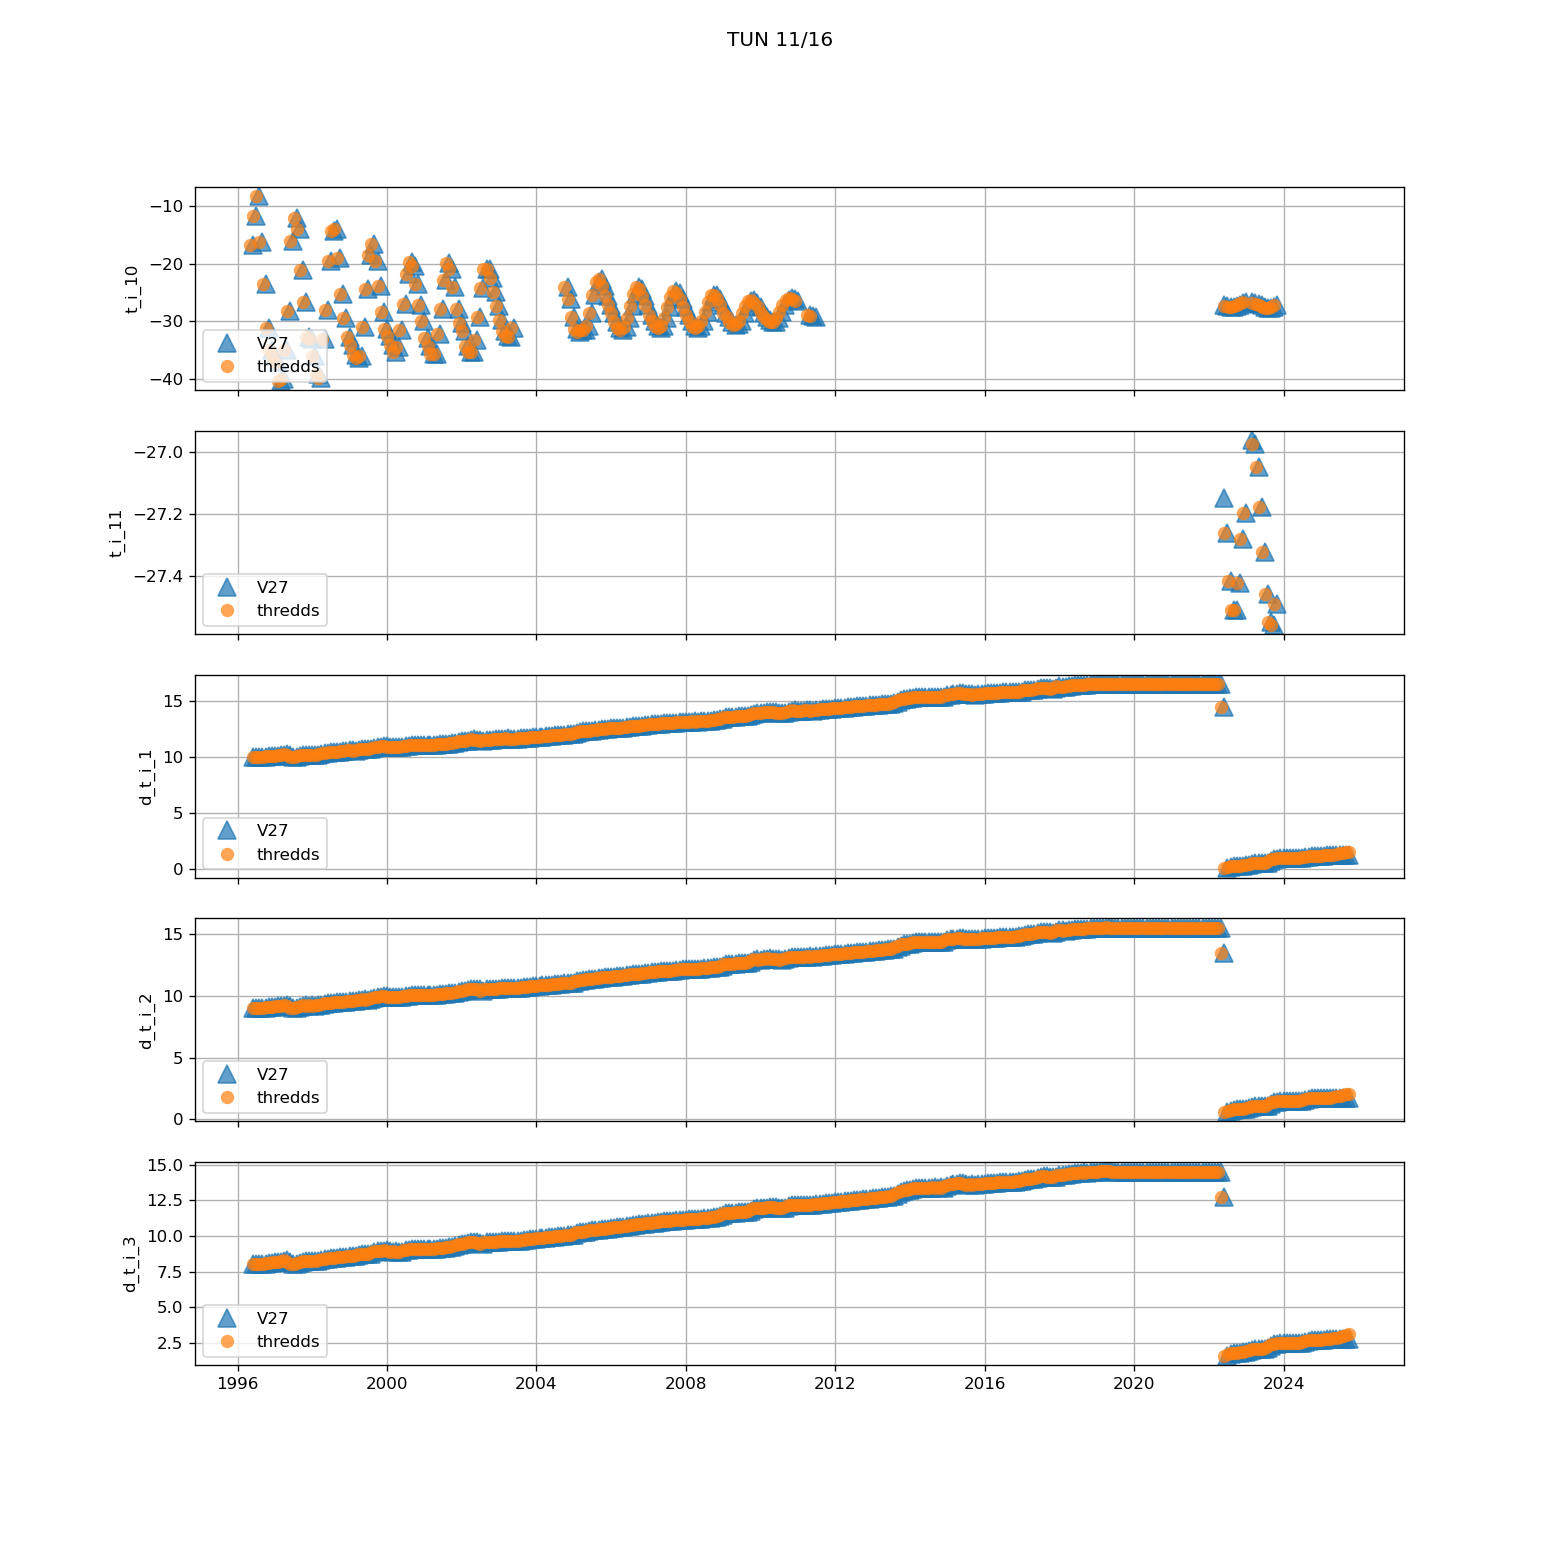 TUN 11/16
t_i_10
−10
−20
−30
−40
V27
thredds
t_i_11
−27.0
−27.2
−27.4
V27
thredds
d_t_i_1
15
10
5
0
V27
thredds
d_t_i_2
15
10
5
0
V27
thredds
d_t_i_3
15.0
12.5
10.0
7.5
5.0
2.5
V27
thredds
1996 2000 2004 2008 2012 2016 2020 2024